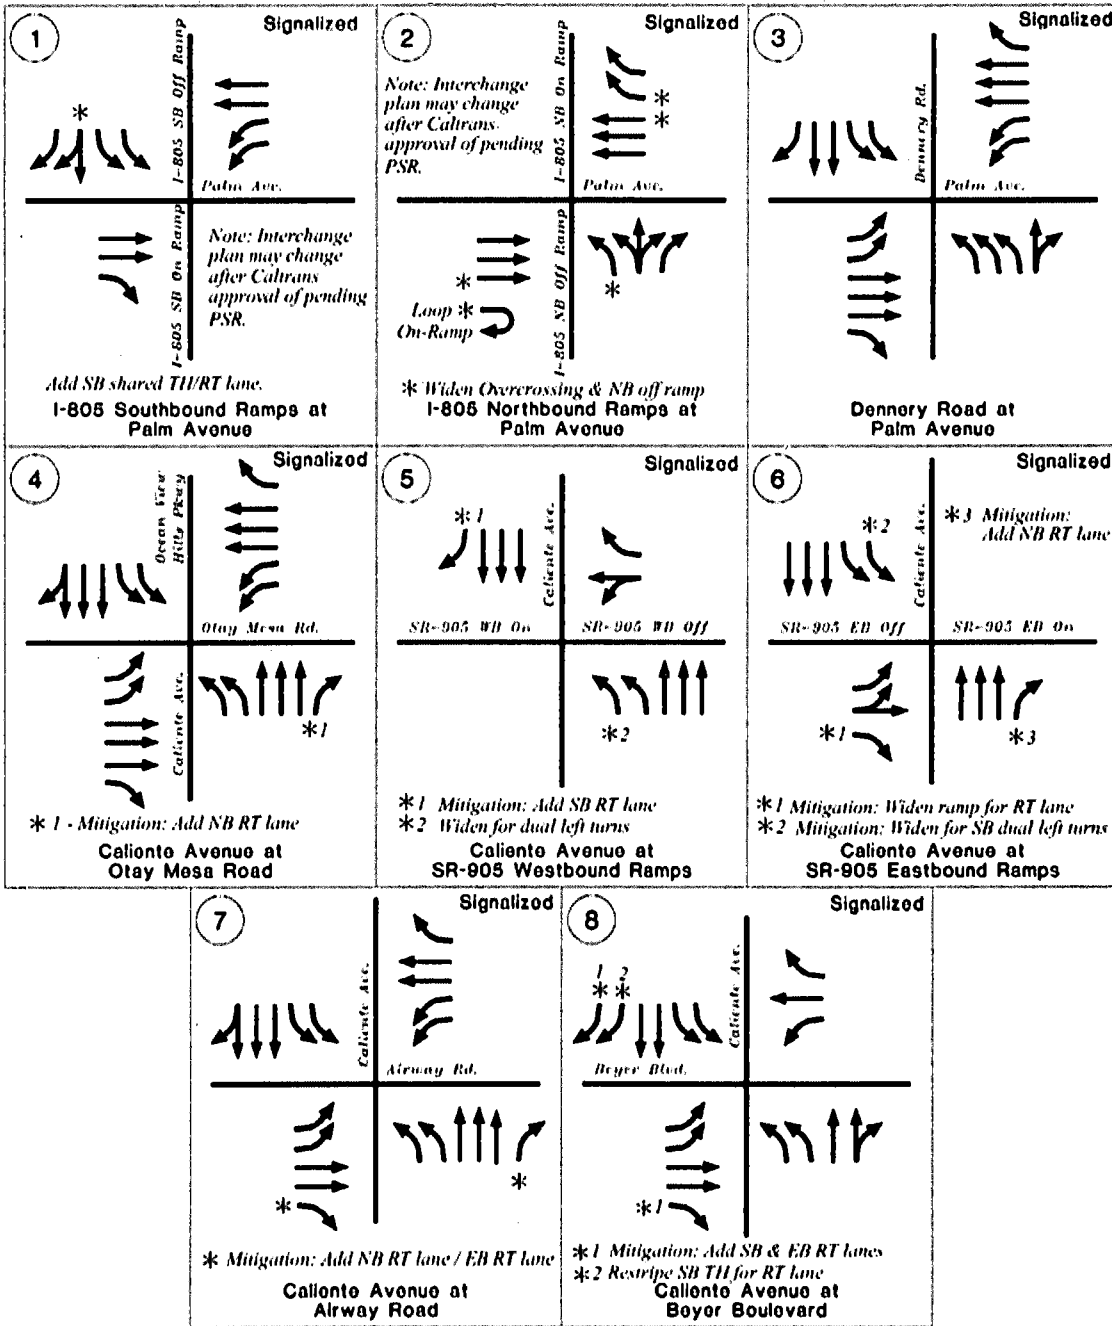 1
Signalized
I-805 SB Off Ramp
*
Palm Ave.
I-805 SB On Ramp
Note: Interchange
plan may change
after Caltrans
approval of pending
PSR.
Add SB shared TH/RT lane.
I-805 Southbound Ramps at
Palm Avenue
2
Signalized
Note: Interchange
plan may change
after Caltrans
approval of pending
PSR.
I-805 SB On Ramp
*
*
Palm Ave.
I-805 NB Off Ramp
*
Loop *
On-Ramp
*
* Widen Overcrossing & NB off ramp
I-805 Northbound Ramps at
Palm Avenue
3
Signalized
Dennery Rd.
Palm Ave.
Dennery Road at
Palm Avenue
4
Signalized
Ocean View
Hills Pkwy
Otay Mesa Rd.
Caliente Ave.
*1
* 1 - Mitigation: Add NB RT lane
Caliente Avenue at
Otay Mesa Road
5
Signalized
*1
Caliente Ave.
SR-905 WB On
SR-905 WB Off
*2
*1 Mitigation: Add SB RT lane
*2 Widen for dual left turns
Caliente Avenue at
SR-905 Westbound Ramps
6
Signalized
*3 Mitigation:
Add NB RT lane
*2
Caliente Ave.
SR-905 EB Off
SR-905 EB On
*1
*3
*1 Mitigation: Widen ramp for RT lane
*2 Mitigation: Widen for SB dual left turns
Caliente Avenue at
SR-905 Eastbound Ramps
7
Signalized
Caliente Ave.
Airway Rd.
*
*
* Mitigation: Add NB RT lane / EB RT lane
Caliente Avenue at
Airway Road
8
Signalized
1 2
* *
Caliente Ave.
Beyer Blvd.
*1
*1 Mitigation: Add SB & EB RT lanes
*2 Restripe SB TH for RT lane
Caliente Avenue at
Beyer Boulevard